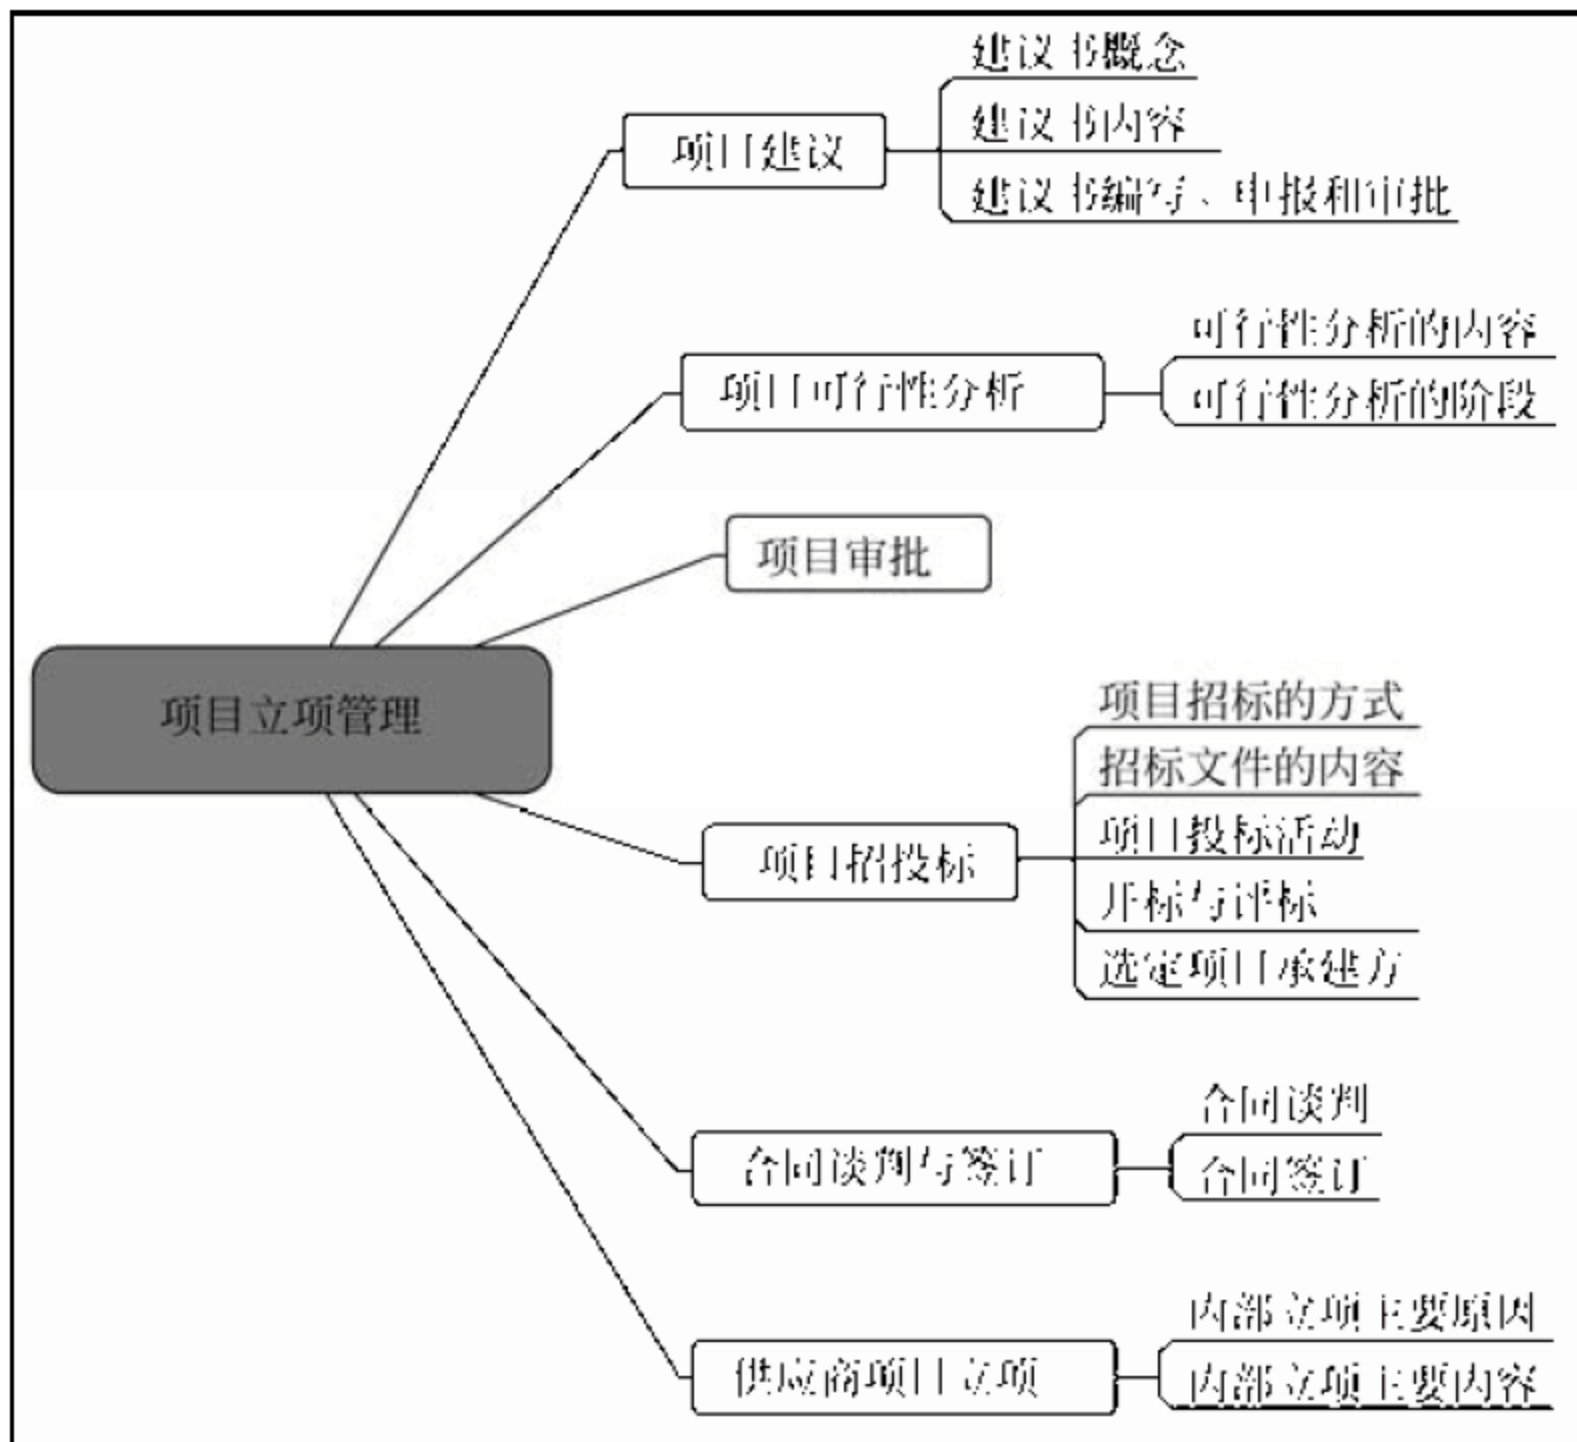 建议书概念
项目建议
建议书内容
建议书编写、申报和审批
可行性分析的内容
项目可行性分析
可行性分析的阶段
项目审批
项目立项管理
项目招标的方式
招标文件的内容
项目投标活动
项目招投标
开标与评标
选定项目承建方
合同谈判
合同谈判与签订
合同签订
内部立项主要原因
供应商项目立项
内部立项主要内容